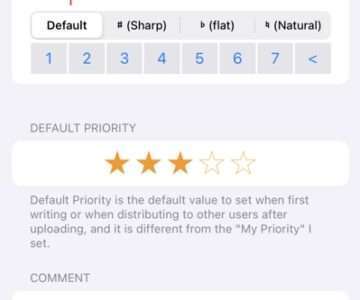 Default ♯ (Sharp) ♭ (flat) ♮ (Natural)
1 2 3 4 5 6 7 <
DEFAULT PRIORITY
Default Priority is the default value to set when first
writing or when distributing to other users after
uploading, and it is different from the "My Priority" I
set.
COMMENT